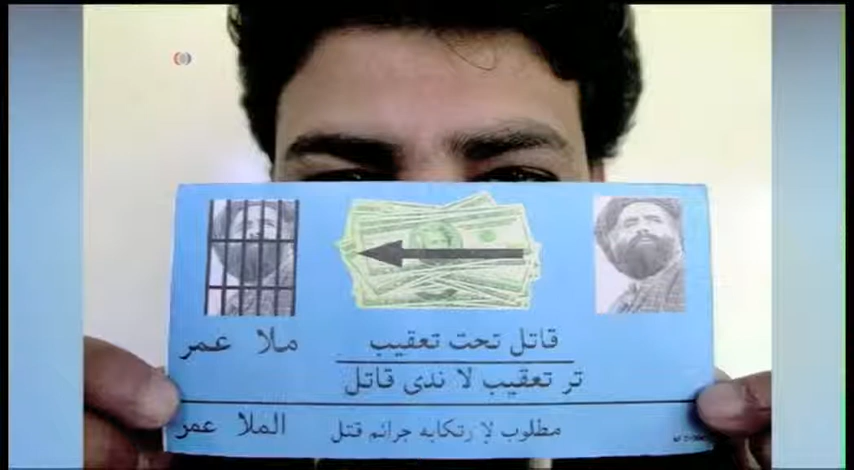 قاتل تحت تعقیب ملا عمر
تر تعقیب لا ندی قاتل
مطلوب لإرتكابه جرائم قتل الملا عمر